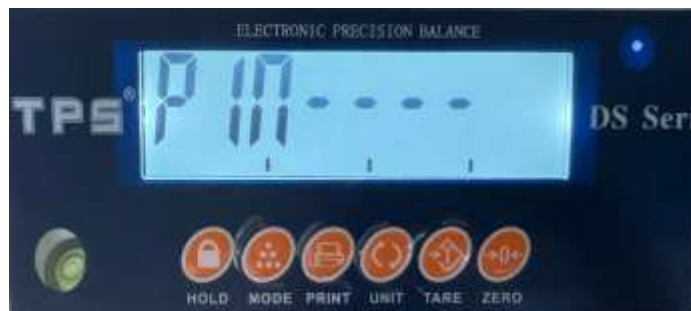 ELECTRONIC PRECISION BALANCE
TPS®
PIN----
DS Ser
HOLD MODE PRINT UNIT TARE ZERO